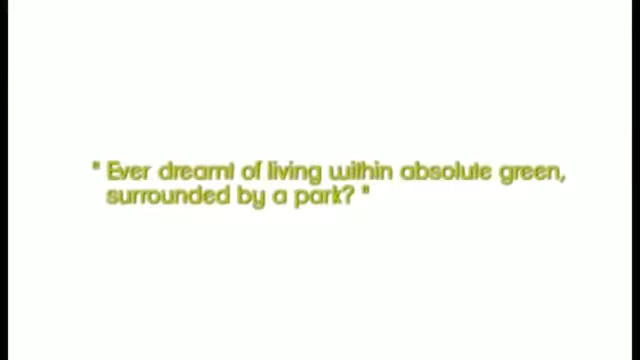 " Ever dreamt of living within absolute green,
surrounded by a park? "